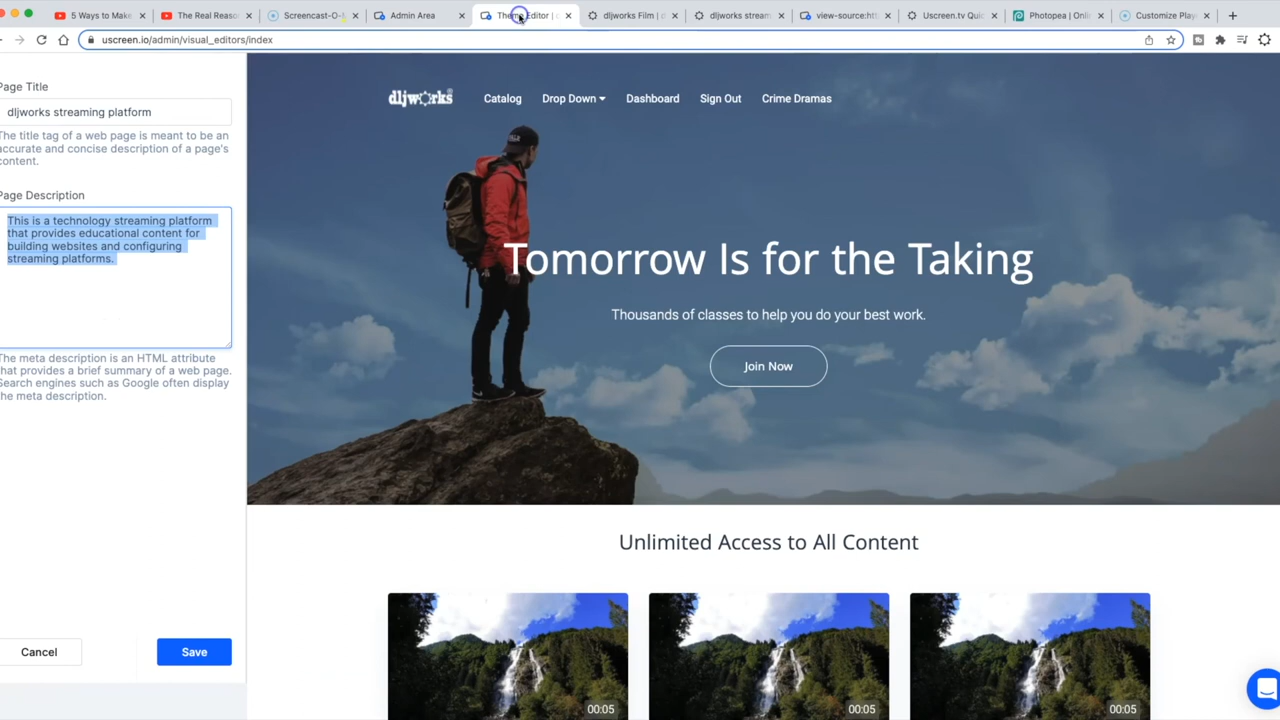 5 Ways to Make
The Real Reaso
Screencast-O-M
Admin Area
Theme Editor | d
dljworks Film | d
dljworks stream
view-source:htt
Uscreen.tv Quic
Photopea | Onli
Customize Play
uscreen.io/admin/visual_editors/index
Page Title
dljworks streaming platform
The title tag of a web page is meant to be an
accurate and concise description of a page's
content.
Page Description
This is a technology streaming platform
that provides educational content for
building websites and configuring
streaming platforms.
The meta description is an HTML attribute
that provides a brief summary of a web page.
Search engines such as Google often display
the meta description.
Cancel
Save
dljworks
Catalog
Drop Down
Dashboard
Sign Out
Crime Dramas
Tomorrow Is for the Taking
Thousands of classes to help you do your best work.
Join Now
Unlimited Access to All Content
00:05
00:05
00:05